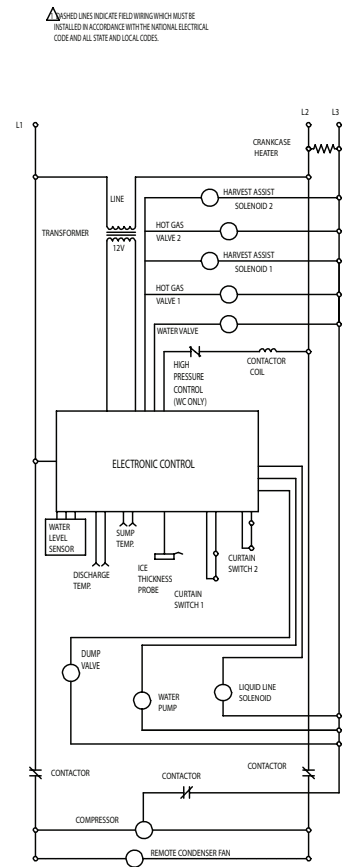 1 DASHED LINES INDICATE FIELD WIRING WHICH MUST BE
INSTALLED IN ACCORDANCE WITH THE NATIONAL ELECTRICAL
CODE AND ALL STATE AND LOCAL CODES.
L1
L2
L3
CRANKCASE
HEATER
HARVEST ASSIST
SOLENOID 2
LINE
TRANSFORMER
12V
HOT GAS
VALVE 2
HARVEST ASSIST
SOLENOID 1
HOT GAS
VALVE 1
WATER VALVE
HIGH
PRESSURE
CONTROL
(WC ONLY)
CONTACTOR
COIL
ELECTRONIC CONTROL
WATER
LEVEL
SENSOR
SUMP
TEMP.
DISCHARGE
TEMP.
ICE
THICKNESS
PROBE
CURTAIN
SWITCH 1
CURTAIN
SWITCH 2
DUMP
VALVE
WATER
PUMP
LIQUID LINE
SOLENOID
CONTACTOR
CONTACTOR
CONTACTOR
COMPRESSOR
REMOTE CONDENSER FAN